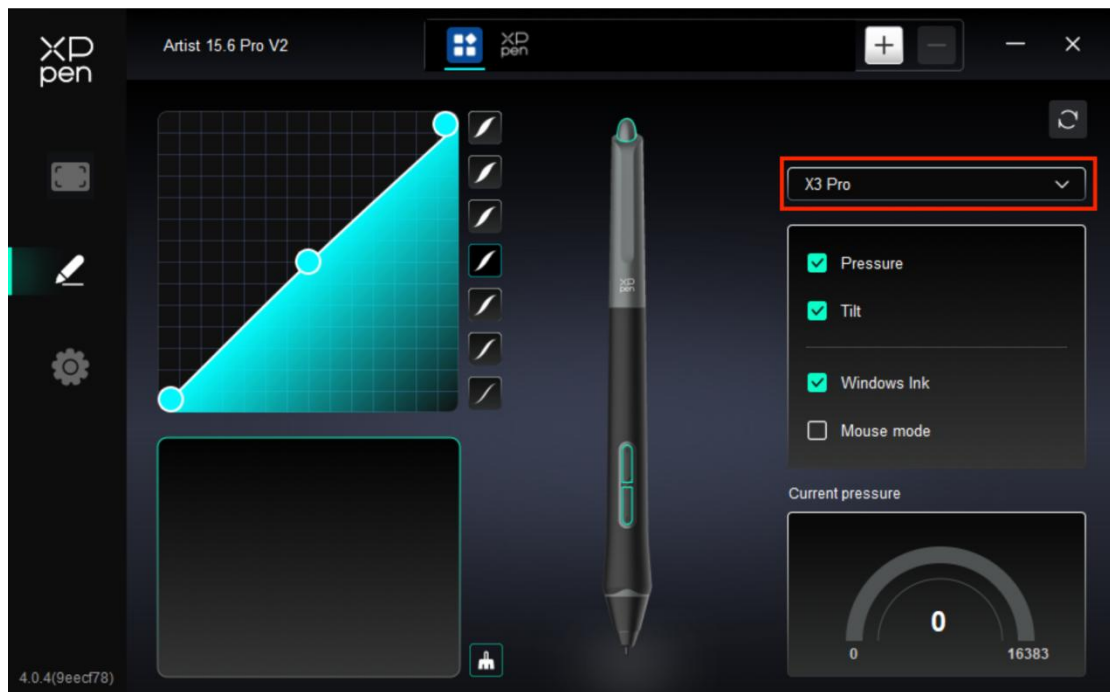 XP
pen
Artist 15.6 Pro V2
XP
pen
X3 Pro
Pressure
Tilt
Windows Ink
Mouse mode
XP
pen
Current pressure
0
0
16383
4.0.4(9eecf78)